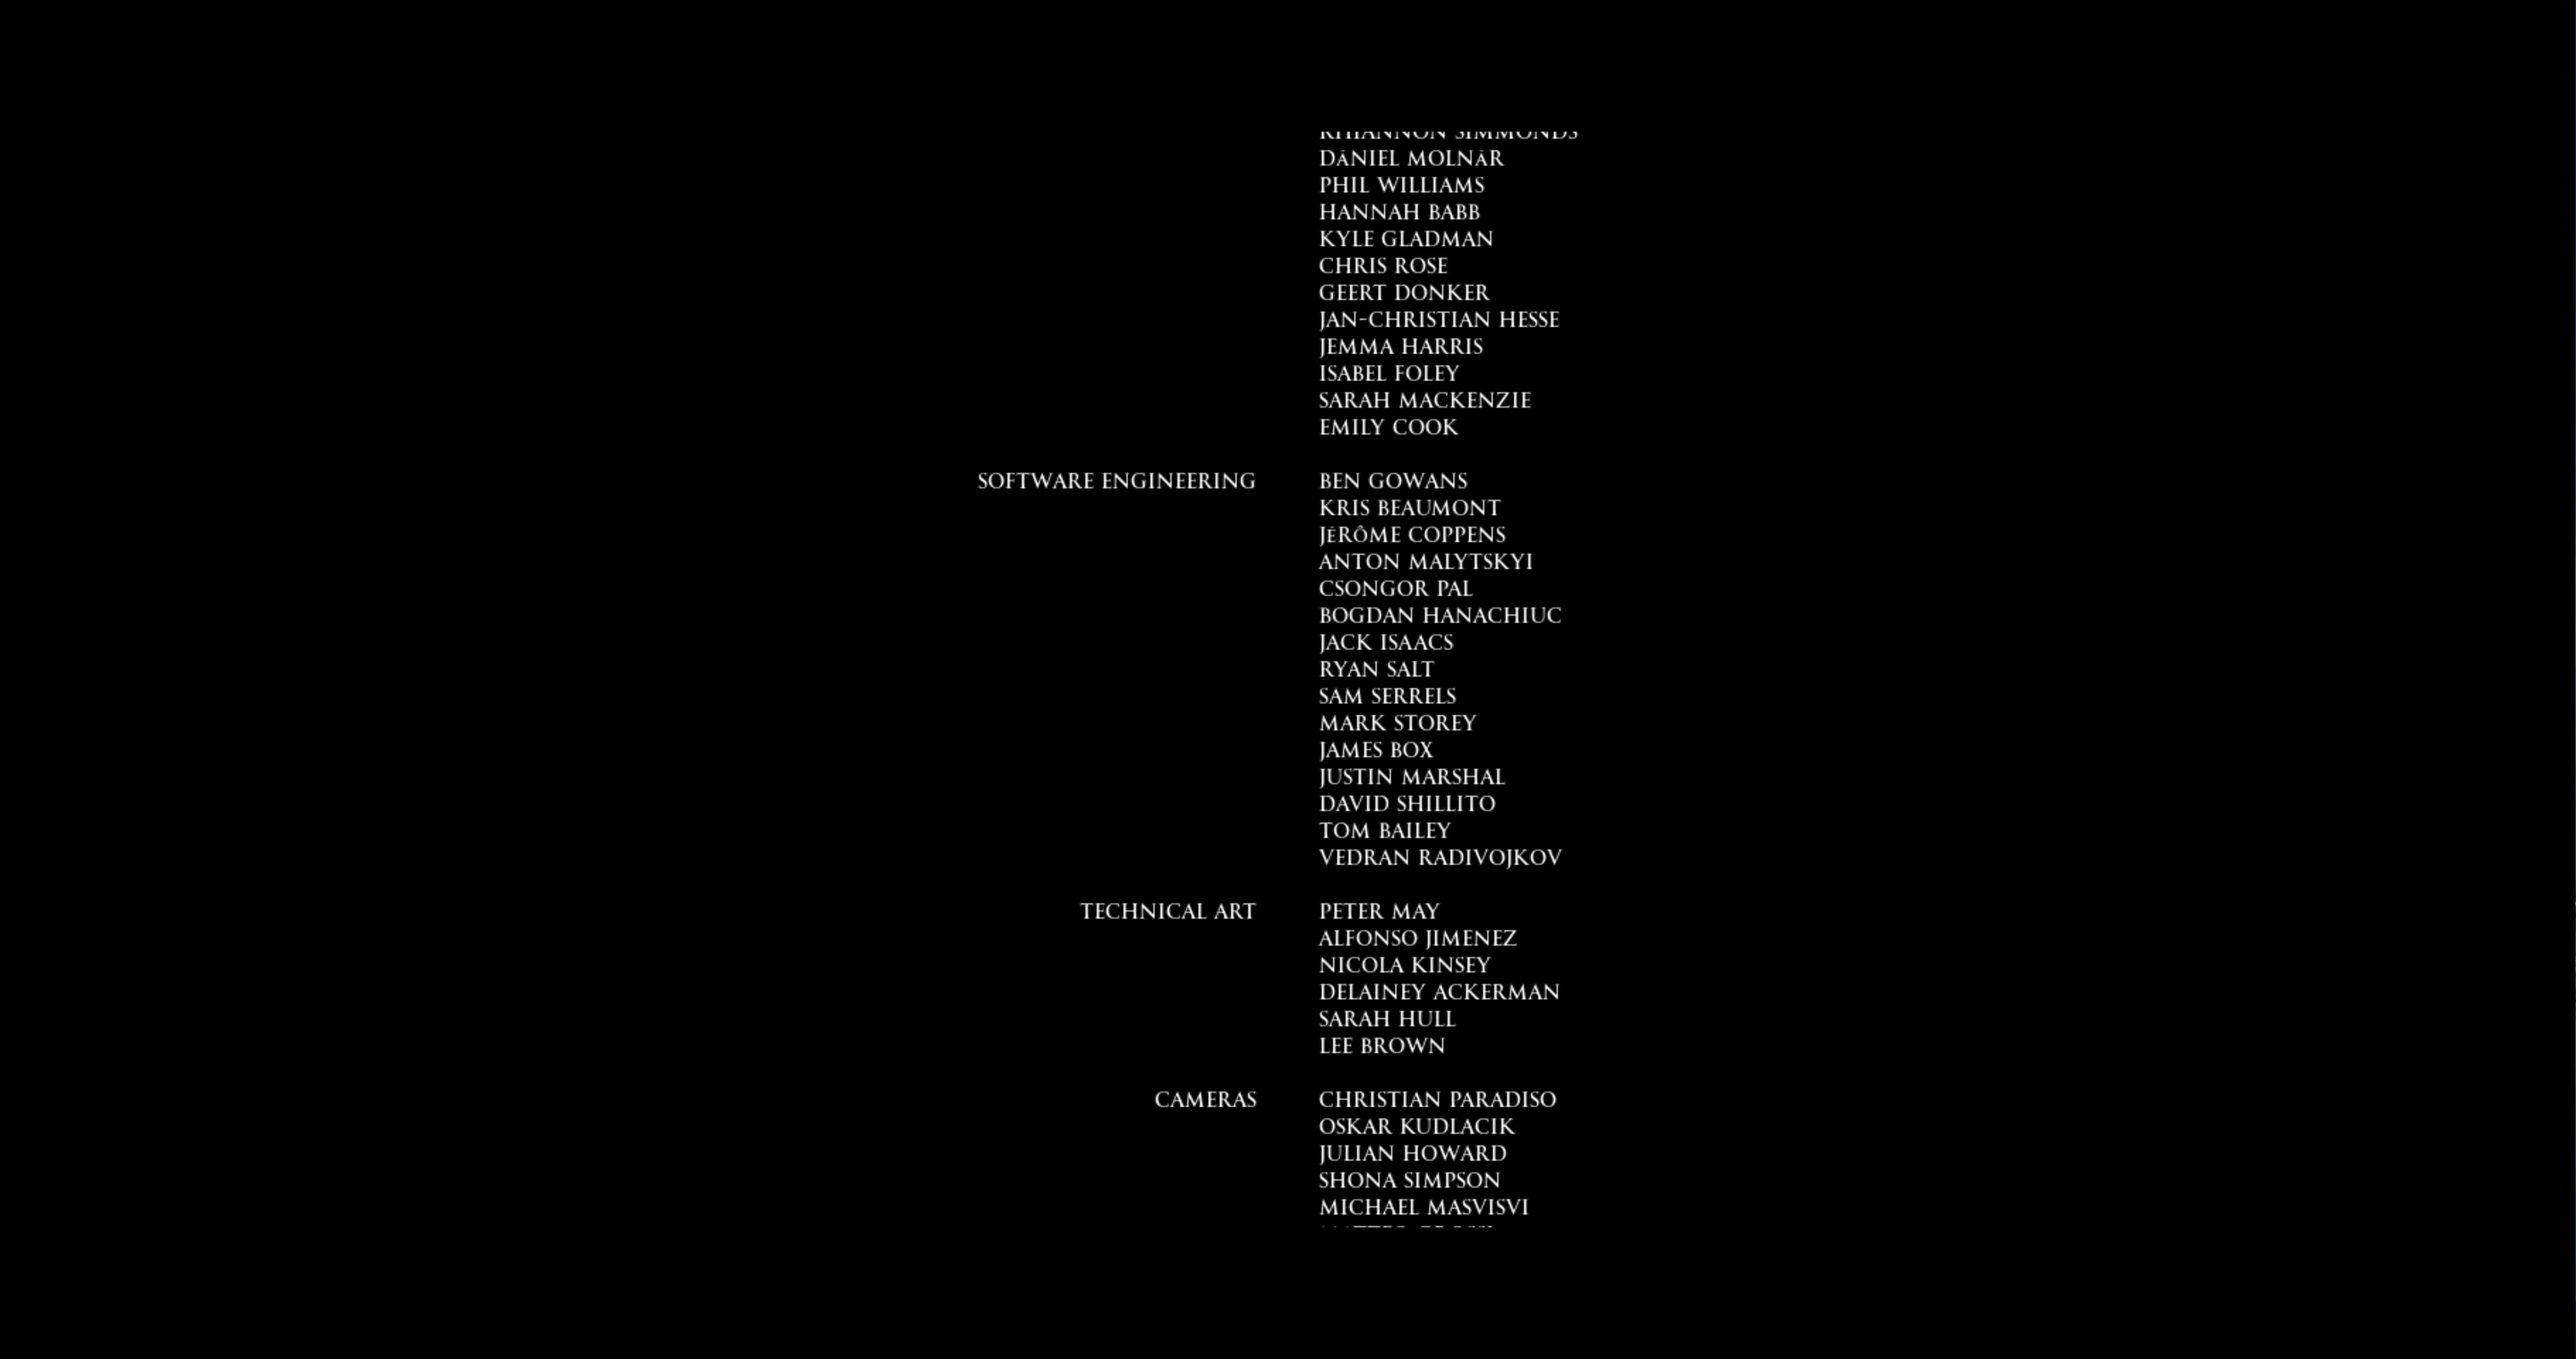 RHIANNON SIMMONDS
DÁNIEL MOLNÁR
PHIL WILLIAMS
HANNAH BABB
KYLE GLADMAN
CHRIS ROSE
GEERT DONKER
JAN-CHRISTIAN HESSE
JEMMA HARRIS
ISABEL FOLEY
SARAH MACKENZIE
EMILY COOK
SOFTWARE ENGINEERING BEN GOWANS
KRIS BEAUMONT
JÉRÔME COPPENS
ANTON MALYTSKYI
CSONGOR PAL
BOGDAN HANACHIUC
JACK ISAACS
RYAN SALT
SAM SERRELS
MARK STOREY
JAMES BOX
JUSTIN MARSHAL
DAVID SHILLITO
TOM BAILEY
VEDRAN RADIVOJKOV
TECHNICAL ART PETER MAY
ALFONSO JIMENEZ
NICOLA KINSEY
DELAINEY ACKERMAN
SARAH HULL
LEE BROWN
CAMERAS CHRISTIAN PARADISO
OSKAR KUDLACIK
JULIAN HOWARD
SHONA SIMPSON
MICHAEL MASVISVI